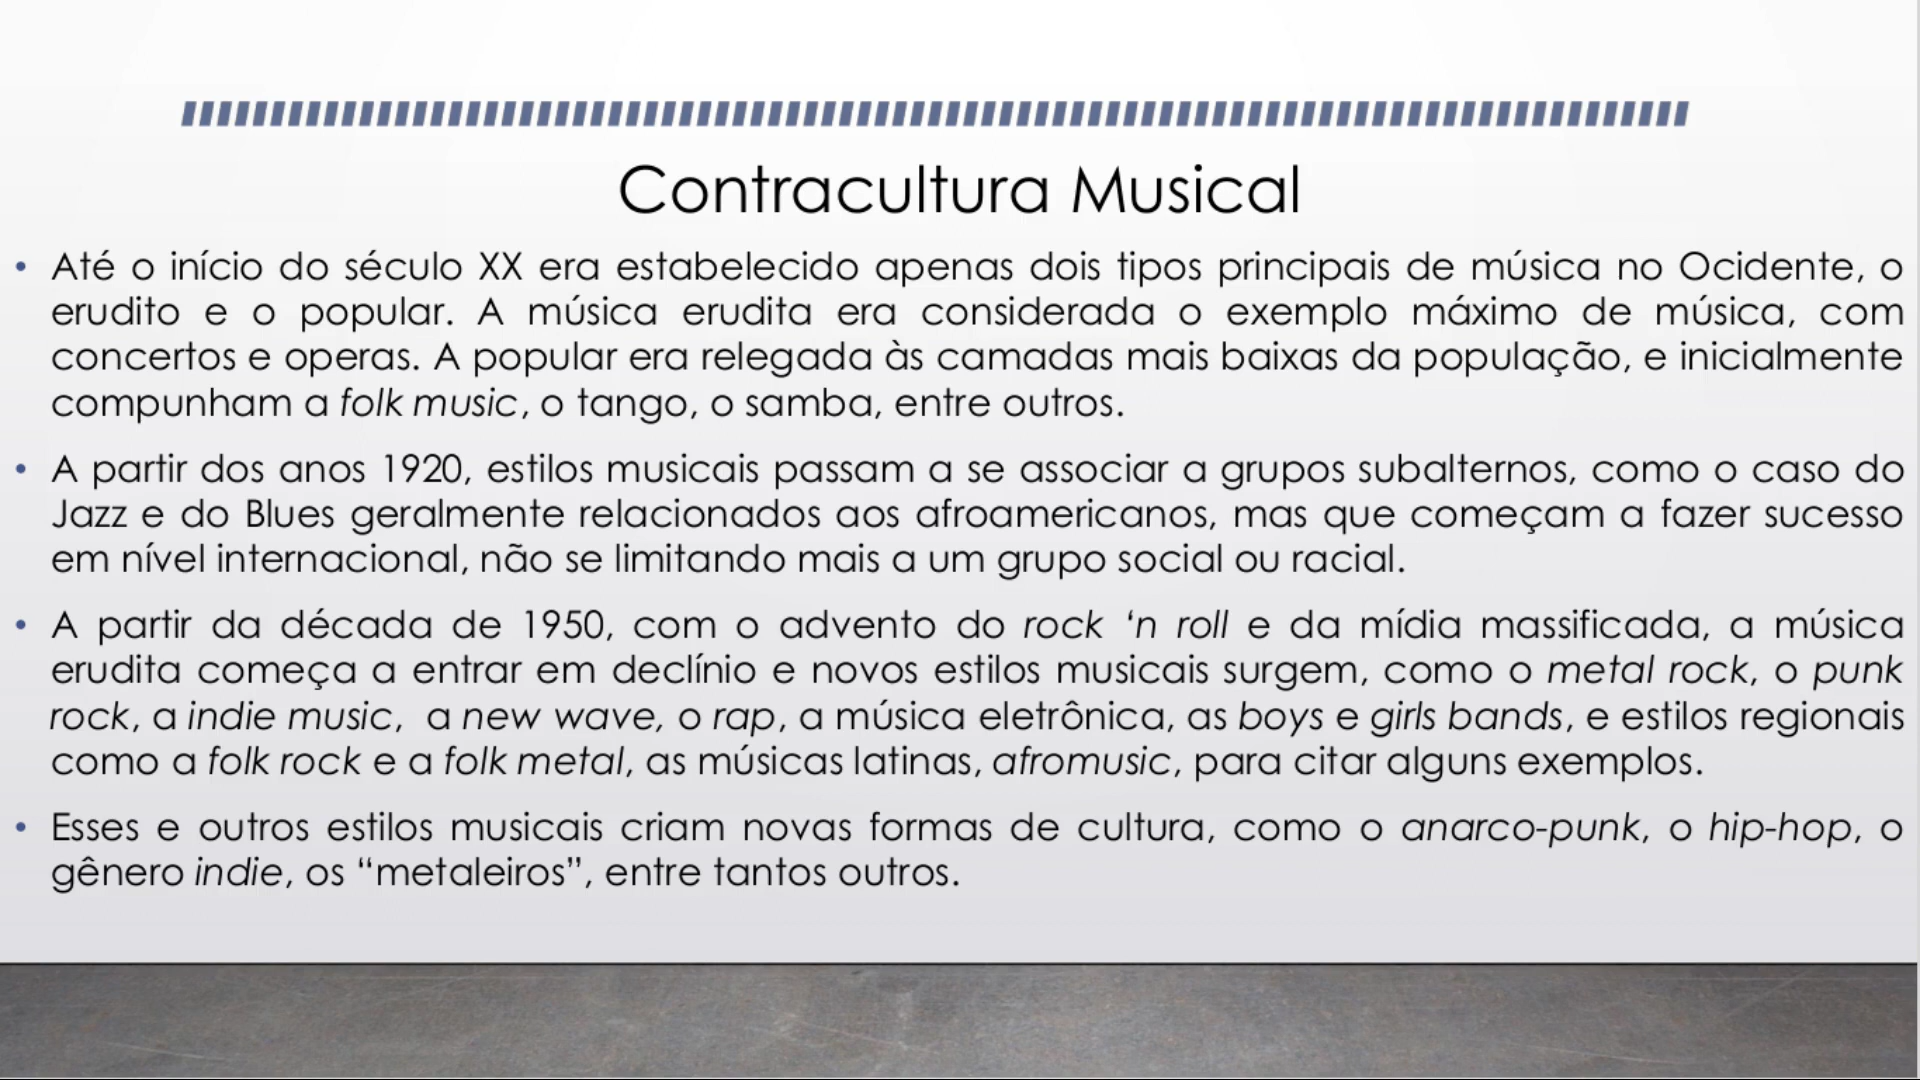 Contracultura Musical
• Até o início do século XX era estabelecido apenas dois tipos principais de música no Ocidente, o
erudito e o popular. A música erudita era considerada o exemplo máximo de música, com
concertos e operas. A popular era relegada às camadas mais baixas da população, e inicialmente
compunham a folk music, o tango, o samba, entre outros.
• A partir dos anos 1920, estilos musicais passam a se associar a grupos subalternos, como o caso do
Jazz e do Blues geralmente relacionados aos afroamericanos, mas que começam a fazer sucesso
em nível internacional, não se limitando mais a um grupo social ou racial.
• A partir da década de 1950, com o advento do rock ‘n roll e da mídia massificada, a música
erudita começa a entrar em declínio e novos estilos musicais surgem, como o metal rock, o punk
rock, a indie music, a new wave, o rap, a música eletrônica, as boys e girls bands, e estilos regionais
como a folk rock e a folk metal, as músicas latinas, afromusic, para citar alguns exemplos.
• Esses e outros estilos musicais criam novas formas de cultura, como o anarco-punk, o hip-hop, o
gênero indie, os “metaleiros”, entre tantos outros.